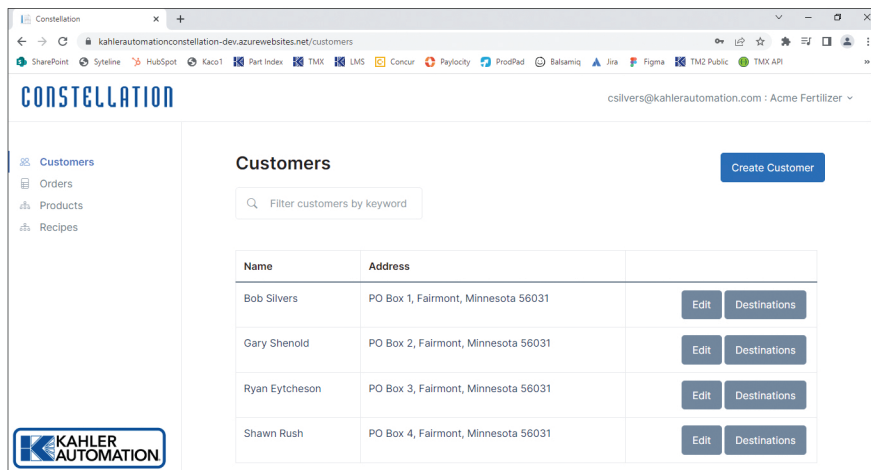 Constellation
kahlerautomationconstellation-dev.azurewebsites.net/customers
SharePoint Syteline HubSpot Kaco1 Part Index TMX LMS Concur Paylocity ProdPad Balsamiq Jira Figma TM2 Public TMX API
CONSTELLATION
csilvers@kahlerautomation.com : Acme Fertilizer
Customers
Orders
Products
Recipes
Customers
Create Customer
Filter customers by keyword
Name Address
Bob Silvers PO Box 1, Fairmont, Minnesota 56031 Edit Destinations
Gary Shenold PO Box 2, Fairmont, Minnesota 56031 Edit Destinations
Ryan Eytcheson PO Box 3, Fairmont, Minnesota 56031 Edit Destinations
Shawn Rush PO Box 4, Fairmont, Minnesota 56031 Edit Destinations
K KAHLER
AUTOMATION